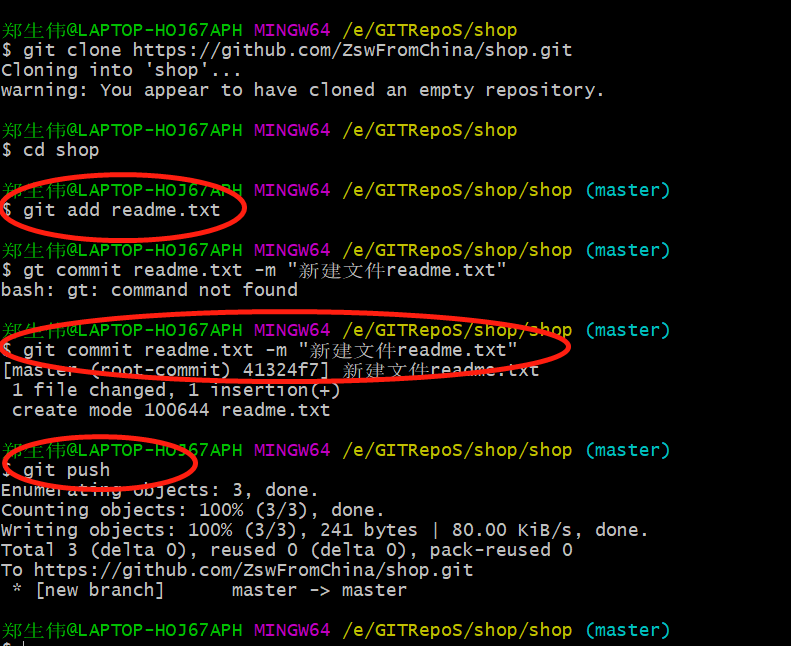 郑生伟@LAPTOP-HOJ67APH MINGW64 /e/GITRepoS/shop
$ git clone https://github.com/ZswFromChina/shop.git
Cloning into 'shop'...
warning: You appear to have cloned an empty repository.
郑生伟@LAPTOP-HOJ67APH MINGW64 /e/GITRepoS/shop
$ cd shop
郑生伟@LAPTOP-HOJ67APH MINGW64 /e/GITRepoS/shop/shop (master)
$ git add readme.txt
郑生伟@LAPTOP-HOJ67APH MINGW64 /e/GITRepoS/shop/shop (master)
$ gt commit readme.txt -m "新建文件readme.txt"
bash: gt: command not found
郑生伟@LAPTOP-HOJ67APH MINGW64 /e/GITRepoS/shop/shop (master)
$ git commit readme.txt -m "新建文件readme.txt"
[master (root-commit) 41324f7] 新建文件readme.txt
 1 file changed, 1 insertion(+)
 create mode 100644 readme.txt
郑生伟@LAPTOP-HOJ67APH MINGW64 /e/GITRepoS/shop/shop (master)
$ git push
Enumerating objects: 3, done.
Counting objects: 100% (3/3), done.
Writing objects: 100% (3/3), 241 bytes | 80.00 KiB/s, done.
Total 3 (delta 0), reused 0 (delta 0), pack-reused 0
To https://github.com/ZswFromChina/shop.git
 * [new branch]      master -> master
郑生伟@LAPTOP-HOJ67APH MINGW64 /e/GITRepoS/shop/shop (master)
$